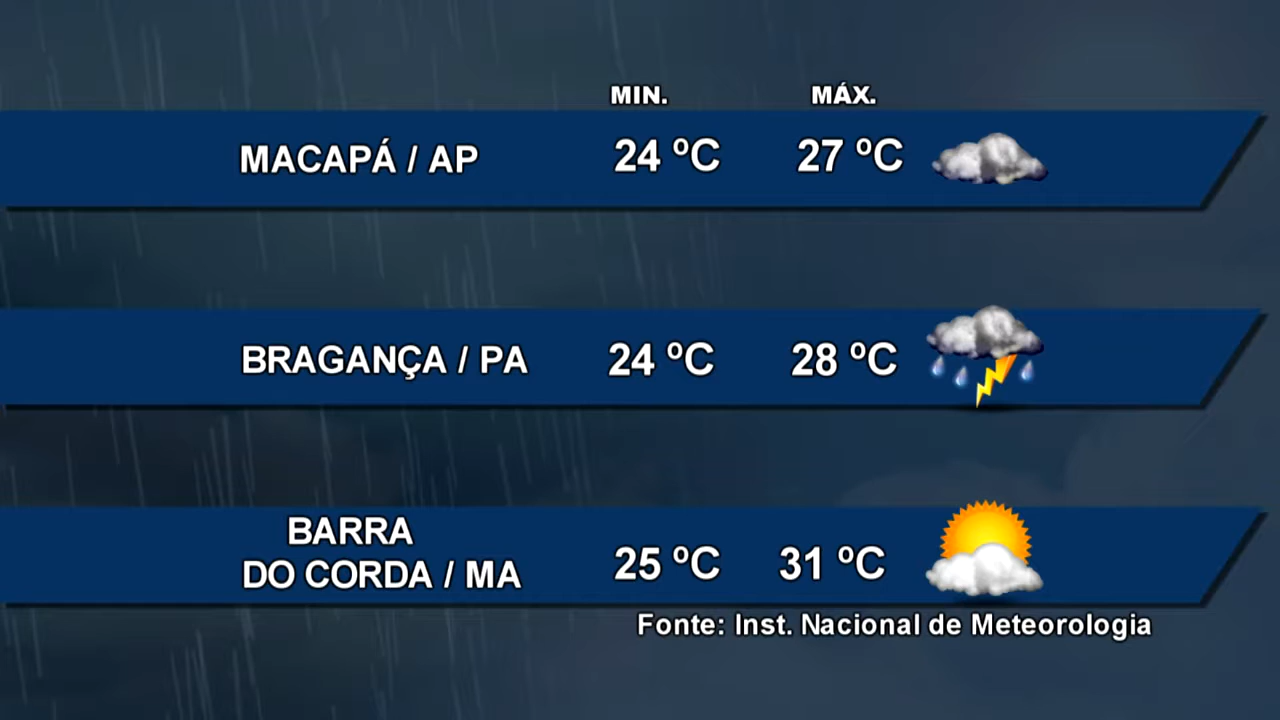 MIN. MÁX.
MACAPÁ / AP 24 ºC 27 ºC
BRAGANÇA / PA 24 ºC 28 ºC
BARRA
DO CORDA / MA 25 ºC 31 ºC
Fonte: Inst. Nacional de Meteorologia